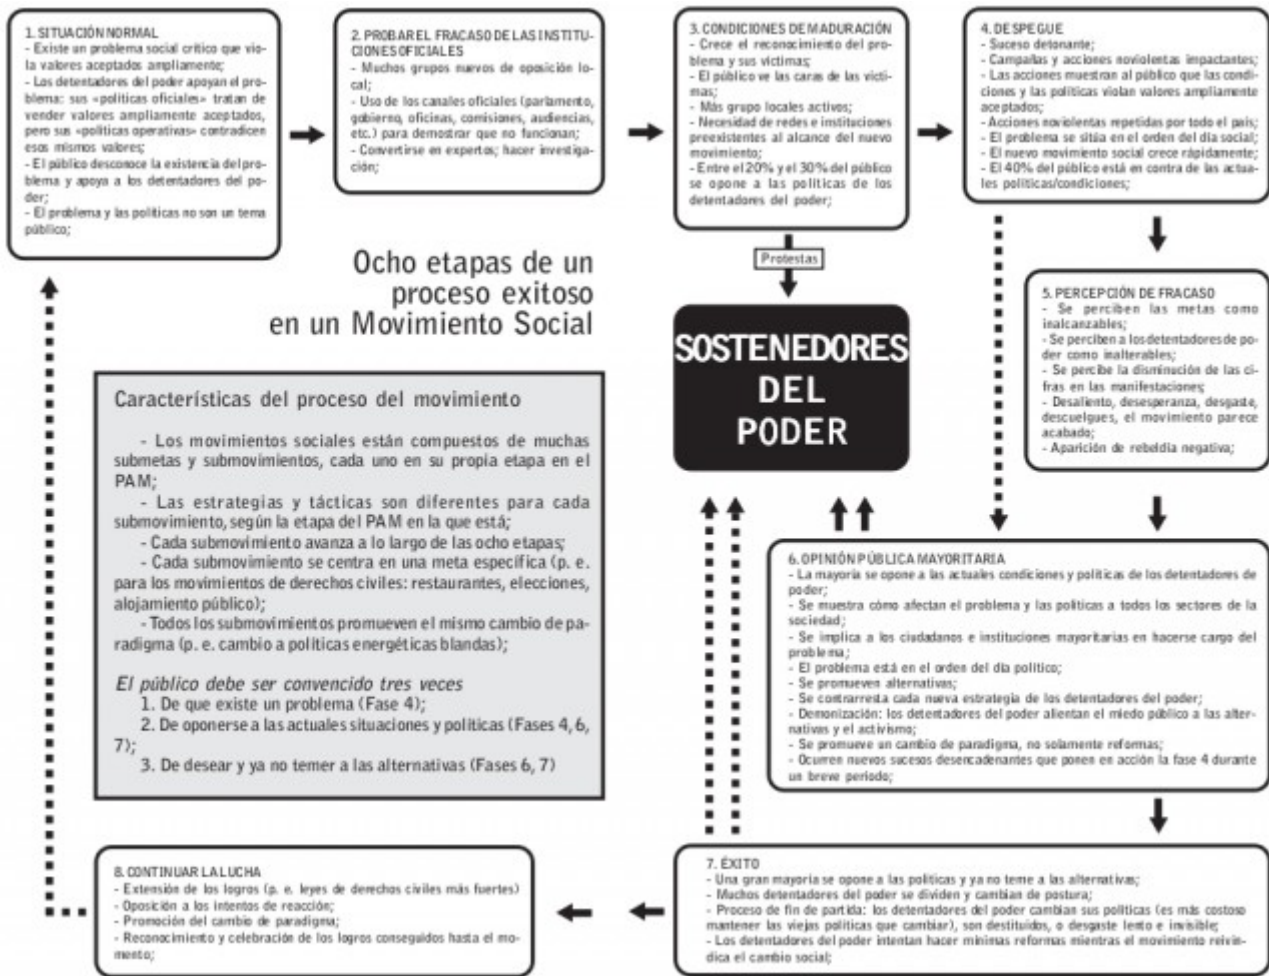 1. SITUACIÓN NORMAL
- Existe un problema social crítico que vio-
la valores aceptados ampliamente;
- Los detentadores del poder apoyan el pro-
blema: sus «políticas oficiales» tratan de
vender valores ampliamente aceptados,
pero sus «políticas operativas» contradicen
esos mismos valores;
- El público desconoce la existencia del pro-
blema y apoya a los detentadores del po-
der;
- El problema y las políticas no son un tema
público;
2. PROBAR EL FRACASO DE LAS INSTITU-
CIONES OFICIALES
- Muchos grupos nuevos de oposición lo-
cal;
- Uso de los canales oficiales (parlamento,
gobierno, oficinas, comisiones, audiencias,
etc.) para demostrar que no funcionan;
- Convertirse en expertos; hacer investiga-
ción;
3. CONDICIONES DE MADURACIÓN
- Crece el reconocimiento del pro-
blema y sus víctimas;
- El público ve las caras de las vícti-
mas;
- Más grupo locales activos;
- Necesidad de redes e instituciones
preexistentes al alcance del nuevo
movimiento;
- Entre el 20% y el 30% del público
se opone a las políticas de los
detentadores del poder;
4. DESPEGUE
- Suceso detonante;
- Campañas y acciones noviolentas impactantes;
- Las acciones muestran al público que las condi-
ciones y las políticas violan valores ampliamente
aceptados;
- Acciones noviolentas repetidas por todo el país;
- El problema se sitúa en el orden del día social;
- El nuevo movimiento social crece rápidamente;
- El 40% del público está en contra de las actua-
les políticas/condiciones;
Protestas
Ocho etapas de un
proceso exitoso
en un Movimiento Social
SOSTENEDORES
DEL
PODER
5. PERCEPCIÓN DE FRACASO
- Se perciben las metas como
inalcanzables;
- Se perciben a los detentadores de po-
der como inalterables;
- Se percibe la disminución de las ci-
fras en las manifestaciones;
- Desaliento, desesperanza, desgaste,
descuelgues, el movimiento parece
acabado;
- Aparición de rebeldía negativa;
Características del proceso del movimiento
- Los movimientos sociales están compuestos de muchas
submetas y submovimientos, cada uno en su propia etapa en el
PAM;
- Las estrategias y tácticas son diferentes para cada
submovimiento, según la etapa del PAM en la que está;
- Cada submovimiento avanza a lo largo de las ocho etapas;
- Cada submovimiento se centra en una meta específica (p. e.
para los movimientos de derechos civiles: restaurantes, elecciones,
alojamiento público);
- Todos los submovimientos promueven el mismo cambio de pa-
radigma (p. e. cambio a políticas energéticas blandas);
El público debe ser convencido tres veces
1. De que existe un problema (Fase 4);
2. De oponerse a las actuales situaciones y políticas (Fases 4, 6,
7);
3. De desear y ya no temer a las alternativas (Fases 6, 7)
6. OPINIÓN PÚBLICA MAYORITARIA
- La mayoría se opone a las actuales condiciones y políticas de los detentadores de
poder;
- Se muestra cómo afectan el problema y las políticas a todos los sectores de la
sociedad;
- Se implica a los ciudadanos e instituciones mayoritarias en hacerse cargo del
problema;
- El problema está en el orden del día político;
- Se promueven alternativas;
- Se contrarresta cada nueva estrategia de los detentadores del poder;
- Demonización: los detentadores del poder alientan el miedo público a las alter-
nativas y el activismo;
- Se promueve un cambio de paradigma, no solamente reformas;
- Ocurren nuevos sucesos desencadenantes que ponen en acción la fase 4 durante
un breve período;
7. ÉXITO
- Una gran mayoría se opone a las políticas y ya no teme a las alternativas;
- Muchos detentadores del poder se dividen y cambian de postura;
- Proceso de fin de partida: los detentadores del poder cambian sus políticas (es más costoso
mantener las viejas políticas que cambiar), son destituidos, o desgaste lento e invisible;
- Los detentadores del poder intentan hacer mínimas reformas mientras el movimiento reivin-
dica el cambio social;
8. CONTINUAR LA LUCHA
- Extensión de los logros (p. e. leyes de derechos civiles más fuertes)
- Oposición a los intentos de reacción;
- Promoción del cambio de paradigma;
- Reconocimiento y celebración de los logros conseguidos hasta el mo-
mento;